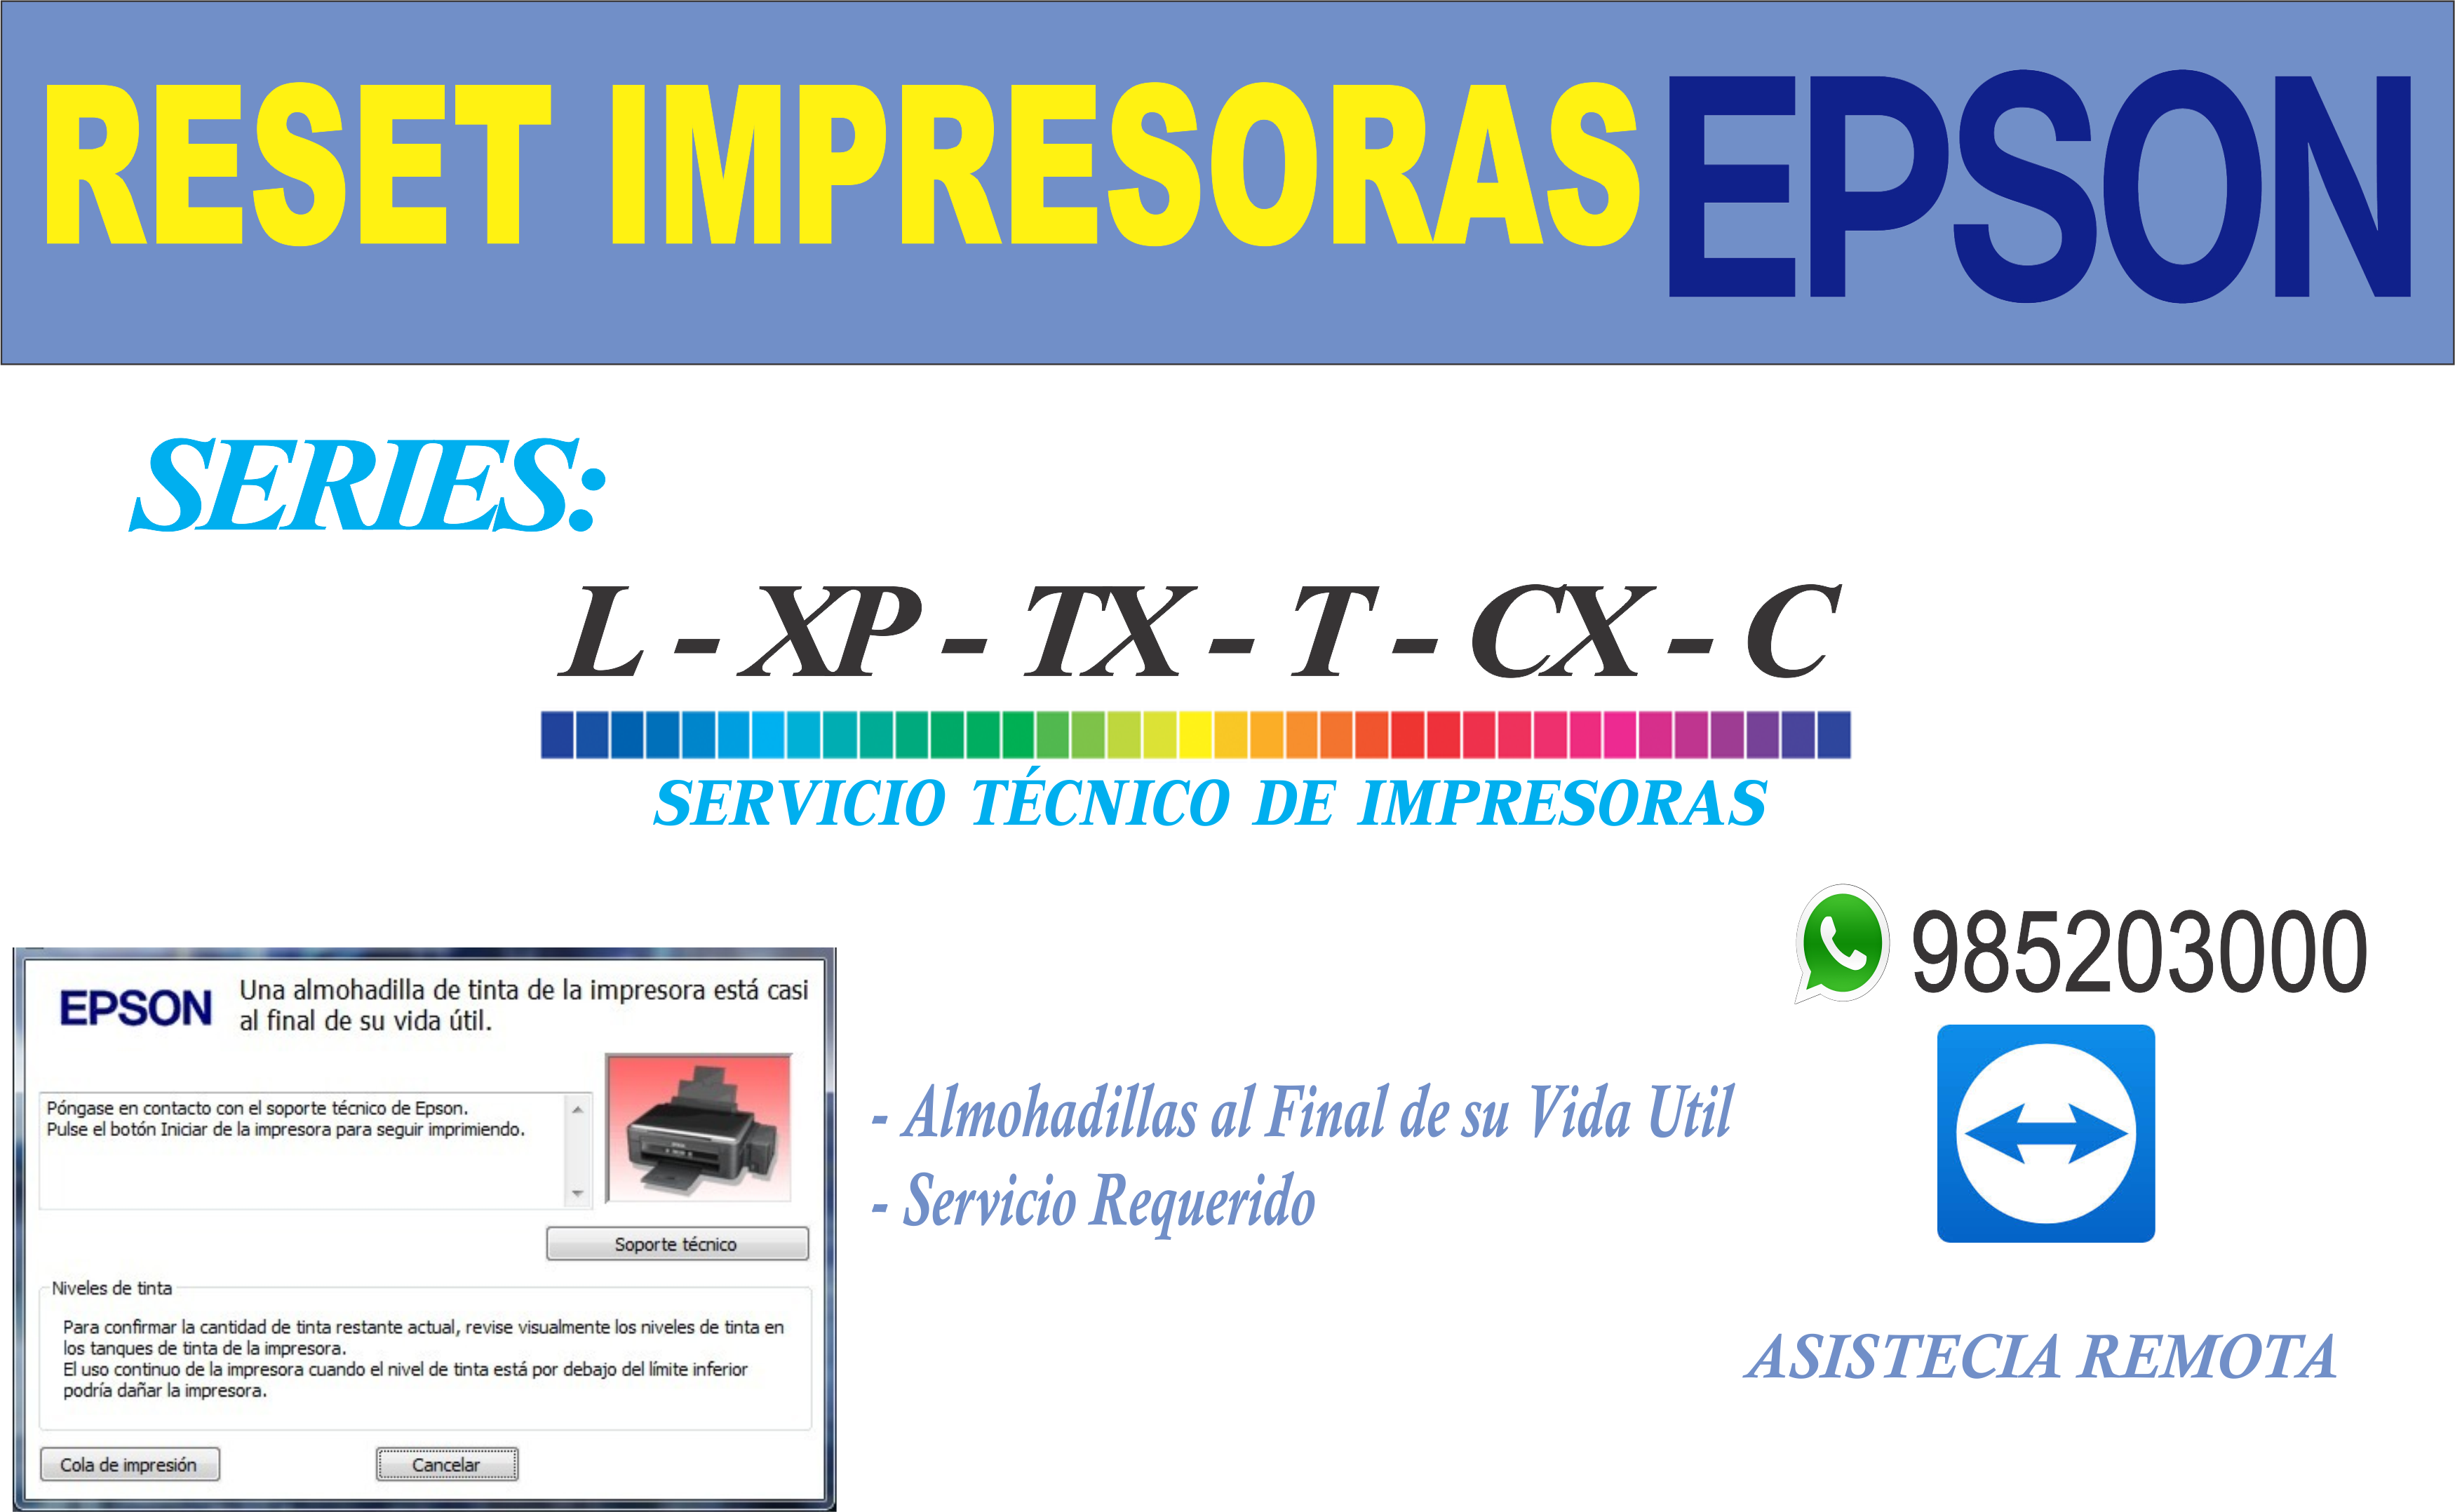 RESET IMPRESORAS EPSON
SERIES:
L - XP - TX - T - CX - C
SERVICIO TÉCNICO DE IMPRESORAS
985203000
EPSON
Una almohadilla de tinta de la impresora está casi
al final de su vida útil.
Póngase en contacto con el soporte técnico de Epson.
Pulse el botón Iniciar de la impresora para seguir imprimiendo.
Soporte técnico
Niveles de tinta
Para confirmar la cantidad de tinta restante actual, revise visualmente los niveles de tinta en
los tanques de tinta de la impresora.
El uso continuo de la impresora cuando el nivel de tinta está por debajo del límite inferior
podría dañar la impresora.
Cola de impresión
Cancelar
- Almohadillas al Final de su Vida Util
- Servicio Requerido
ASISTECIA REMOTA